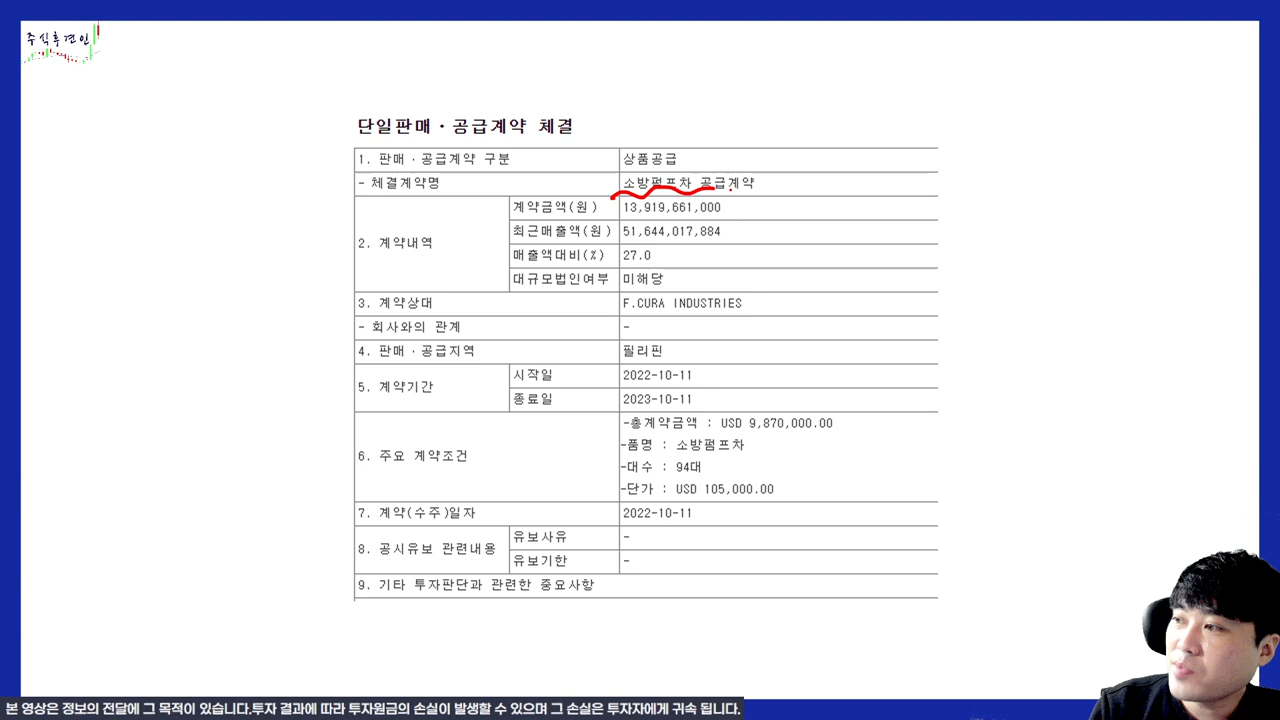 주식후견인
단일판매·공급계약 체결
1. 판매·공급계약 구분 상품공급
- 체결계약명 소방펌프차 공급계약
2. 계약내역 계약금액(원) 13,919,661,000
최근매출액(원) 51,644,017,884
매출액대비(%) 27.0
대규모법인여부 미해당
3. 계약상대 F.CURA INDUSTRIES
- 회사와의 관계 -
4. 판매·공급지역 필리핀
5. 계약기간 시작일 2022-10-11
종료일 2023-10-11
6. 주요 계약조건 -총계약금액 : USD 9,870,000.00
-품명 : 소방펌프차
-대수 : 94대
-단가 : USD 105,000.00
7. 계약(수주)일자 2022-10-11
8. 공시유보 관련내용 유보사유 -
유보기한 -
9. 기타 투자판단과 관련한 중요사항
본 영상은 정보의 전달에 그 목적이 있습니다.투자 결과에 따라 투자원금의 손실이 발생할 수 있으며 그 손실은 투자자에게 귀속 됩니다.